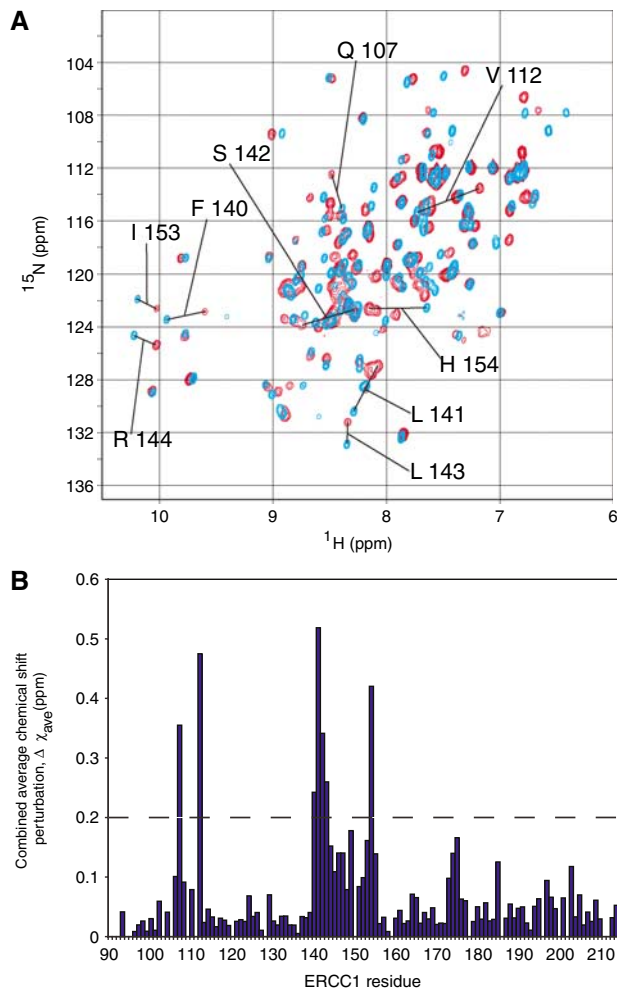 A
104
108
112
116
120
124
128
132
136
¹⁵N (ppm)
Q 107
V 112
S 142
F 140
I 153
H 154
L 141
R 144
L 143
10
9
8
7
6
¹H (ppm)
B
0.6
0.5
0.4
0.3
0.2
0.1
0
Combined average chemical shift
perturbation, Δ χave(ppm)
90 100 110 120 130 140 150 160 170 180 190 200 210
ERCC1 residue